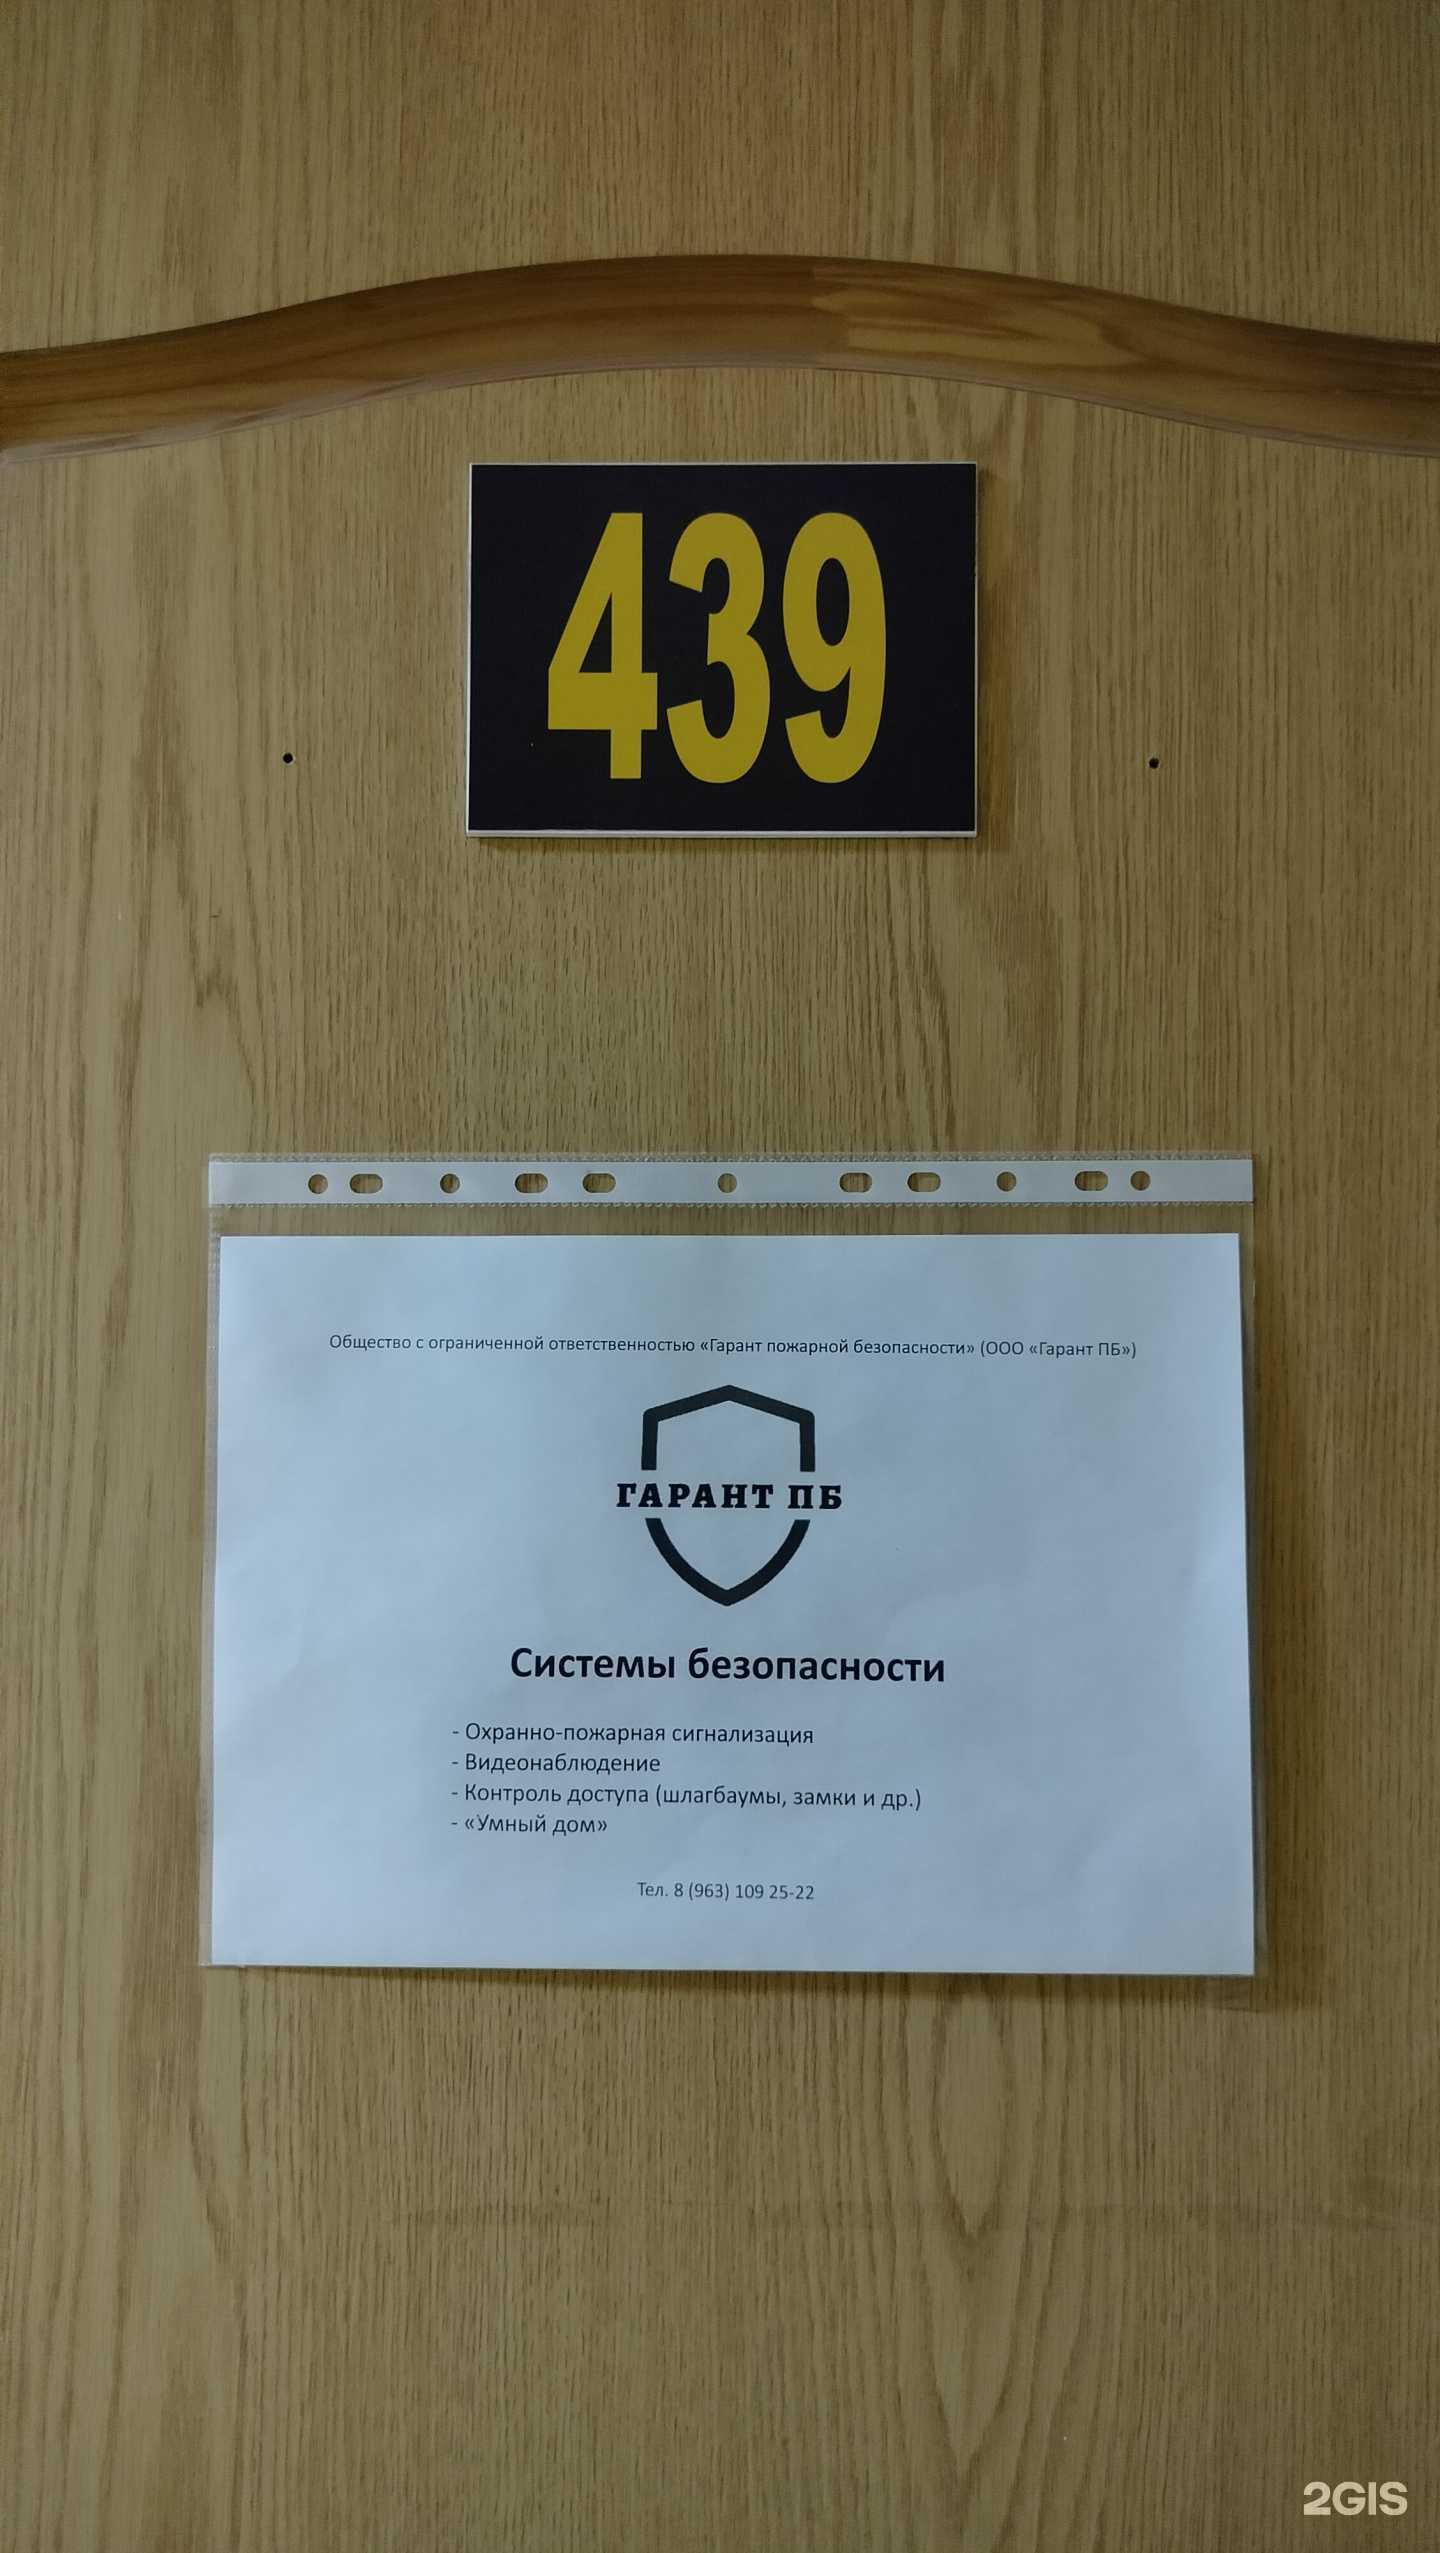 439
Общество с ограниченной ответственностью «Гарант пожарной безопасности» (ООО «Гарант ПБ»)
ГАРАНТ ПБ
Системы безопасности
- Охранно-пожарная сигнализация
- Видеонаблюдение
- Контроль доступа (шлагбаумы, замки и др.)
- «Умный дом»
Тел. 8 (963) 109 25-22
2GIS